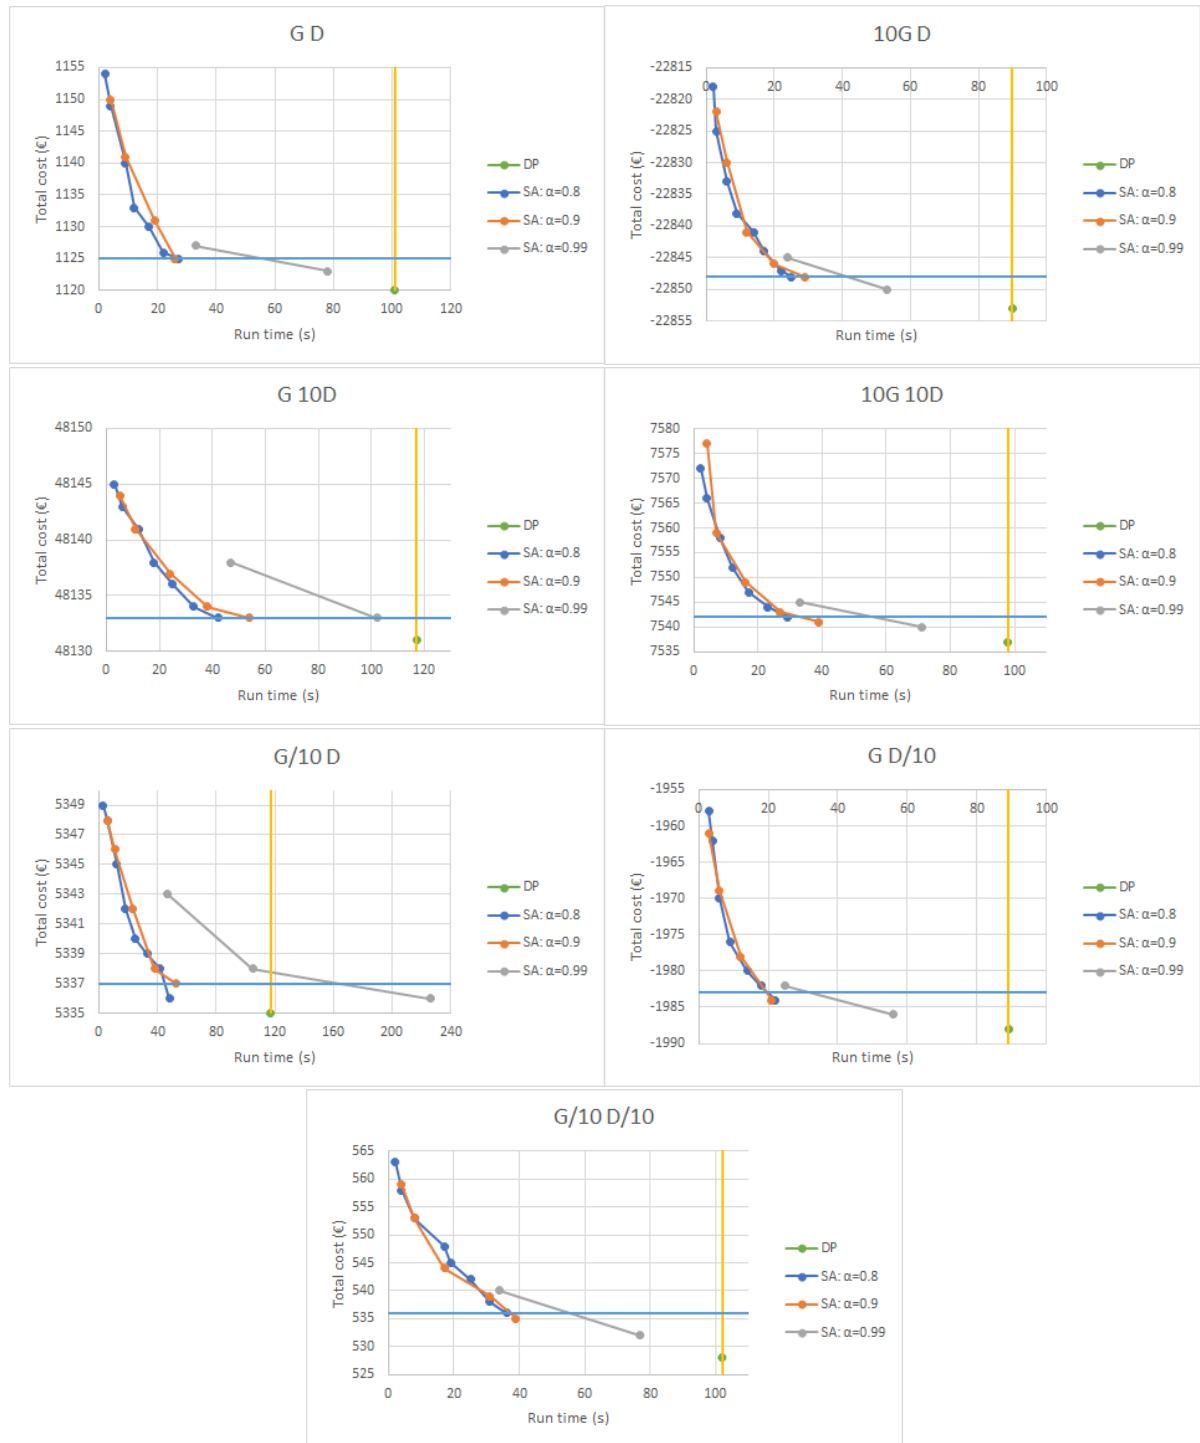 G D
1155
1150
1145
1140
1135
1130
1125
1120
0 20 40 60 80 100 120
Total cost (€)
Run time (s)
DP
SA: α=0.8
SA: α=0.9
SA: α=0.99
10G D
-22815
-22820
-22825
-22830
-22835
-22840
-22845
-22850
-22855
0 20 40 60 80 100
Total cost (€)
Run time (s)
DP
SA: α=0.8
SA: α=0.9
SA: α=0.99
G 10D
48150
48145
48140
48135
48130
0 20 40 60 80 100 120
Total cost (€)
Run time (s)
DP
SA: α=0.8
SA: α=0.9
SA: α=0.99
10G 10D
7580
7575
7570
7565
7560
7555
7550
7545
7540
7535
0 20 40 60 80 100
Total cost (€)
Run time (s)
DP
SA: α=0.8
SA: α=0.9
SA: α=0.99
G/10 D
5349
5347
5345
5343
5341
5339
5337
5335
0 40 80 120 160 200 240
Total cost (€)
Run time (s)
DP
SA: α=0.8
SA: α=0.9
SA: α=0.99
G D/10
-1955
-1960
-1965
-1970
-1975
-1980
-1985
-1990
0 20 40 60 80 100
Total cost (€)
Run time (s)
DP
SA: α=0.8
SA: α=0.9
SA: α=0.99
G/10 D/10
565
560
555
550
545
540
535
530
525
0 20 40 60 80 100
Total cost (€)
Run time (s)
DP
SA: α=0.8
SA: α=0.9
SA: α=0.99